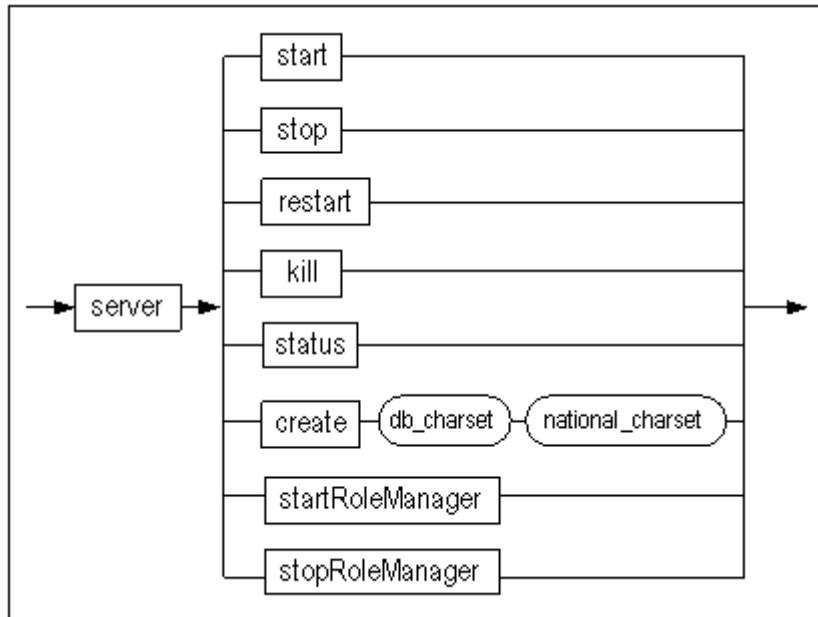 start
stop
restart
kill
server
status
create db_charset national_charset
startRoleManager
stopRoleManager